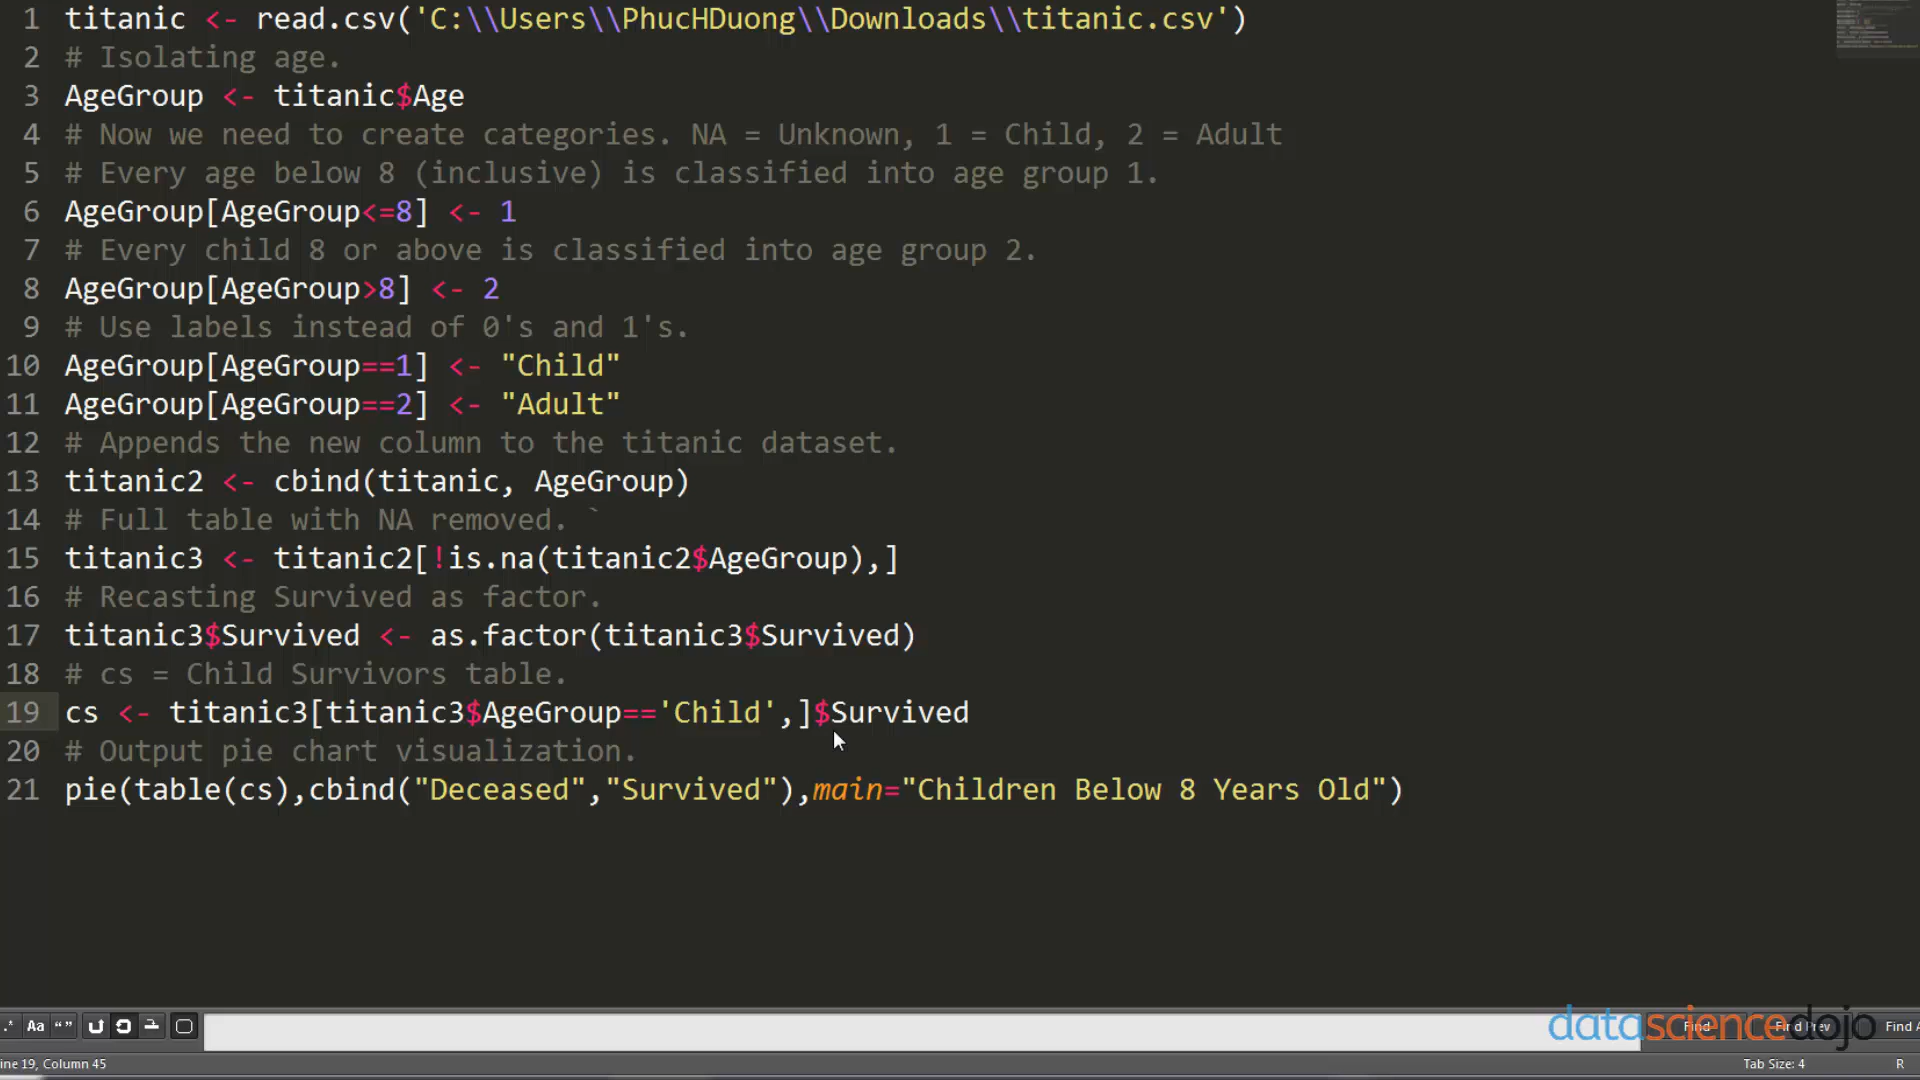 1 titanic <- read.csv('C:\\Users\\PhucHDuong\\Downloads\\titanic.csv')
2 # Isolating age.
3 AgeGroup <- titanic$Age
4 # Now we need to create categories. NA = Unknown, 1 = Child, 2 = Adult
5 # Every age below 8 (inclusive) is classified into age group 1.
6 AgeGroup[AgeGroup<=8] <- 1
7 # Every child 8 or above is classified into age group 2.
8 AgeGroup[AgeGroup>8] <- 2
9 # Use labels instead of 0's and 1's.
10 AgeGroup[AgeGroup==1] <- "Child"
11 AgeGroup[AgeGroup==2] <- "Adult"
12 # Appends the new column to the titanic dataset.
13 titanic2 <- cbind(titanic, AgeGroup)
14 # Full table with NA removed. `
15 titanic3 <- titanic2[!is.na(titanic2$AgeGroup),]
16 # Recasting Survived as factor.
17 titanic3$Survived <- as.factor(titanic3$Survived)
18 # cs = Child Survivors table.
19 cs <- titanic3[titanic3$AgeGroup=='Child',]$Survived
20 # Output pie chart visualization.
21 pie(table(cs),cbind("Deceased","Survived"),main="Children Below 8 Years Old")
.* Aa “” Find Find Prev Find A
datasciencedojo
ine 19, Column 45 Tab Size: 4 R